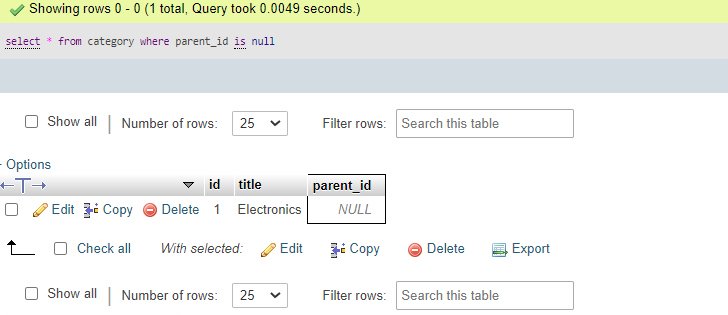 Showing rows 0 - 0 (1 total, Query took 0.0049 seconds.)
select * from category where parent_id is null
Show all | Number of rows: 25 Filter rows: Search this table
Options
id title parent_id
Edit Copy Delete 1 Electronics NULL
Check all With selected: Edit Copy Delete Export
Show all | Number of rows: 25 Filter rows: Search this table